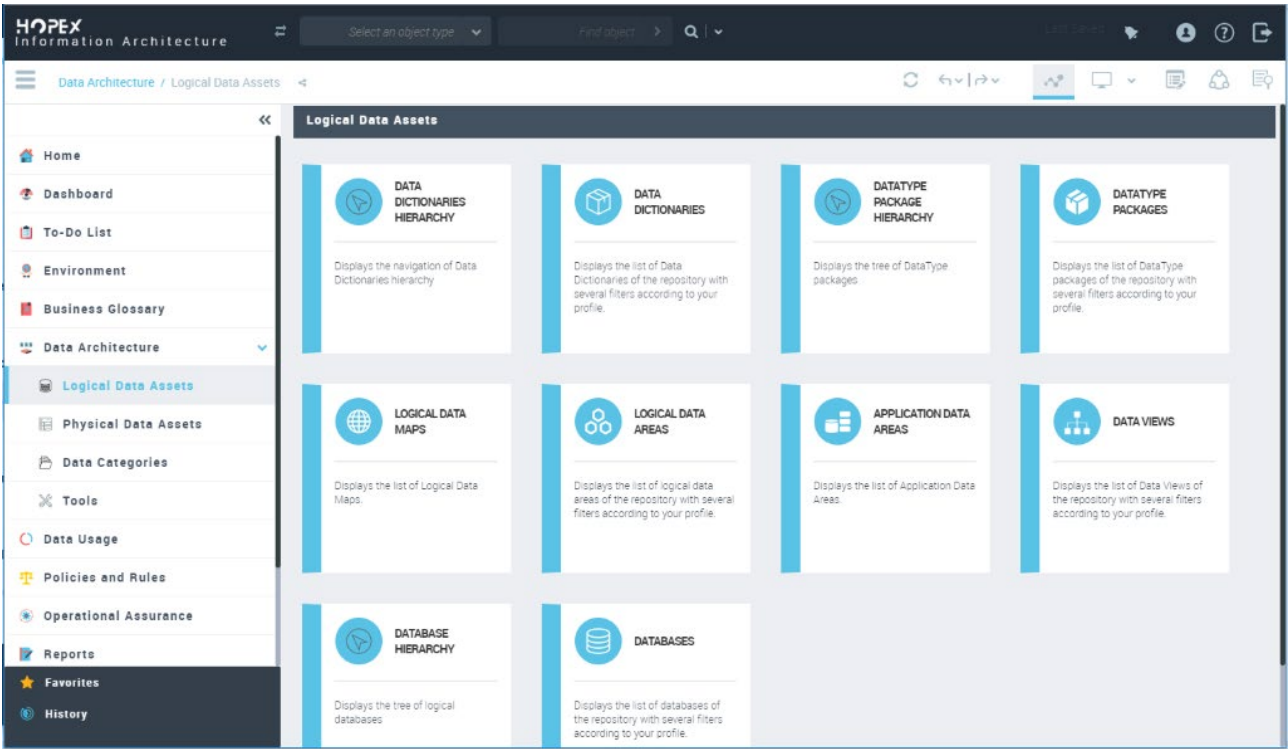 HOPEX
Information Architecture
Select an object type
Find object
Last Saved
Data Architecture / Logical Data Assets
Logical Data Assets
Home
Dashboard
To-Do List
Environment
Business Glossary
Data Architecture
Logical Data Assets
Physical Data Assets
Data Categories
Tools
Data Usage
Policies and Rules
Operational Assurance
Reports
Favorites
History
DATA
DICTIONARIES
HIERARCHY
Displays the navigation of Data
Dictionaries hierarchy
DATA
DICTIONARIES
Displays the list of Data
Dictionaries of the repository with
several filters according to your
profile.
DATATYPE
PACKAGE
HIERARCHY
Displays the tree of DataType
packages
DATATYPE
PACKAGES
Displays the list of DataType
packages of the repository with
several filters according to your
profile.
LOGICAL DATA
MAPS
Displays the list of Logical Data
Maps.
LOGICAL DATA
AREAS
Displays the list of logical data
areas of the repository with several
filters according to your profile.
APPLICATION DATA
AREAS
Displays the list of Application Data
Areas.
DATA VIEWS
Displays the list of Data Views of
the repository with several filters
according to your profile.
DATABASE
HIERARCHY
Displays the tree of logical
databases
DATABASES
Displays the list of databases of
the repository with several filters
according to your profile.